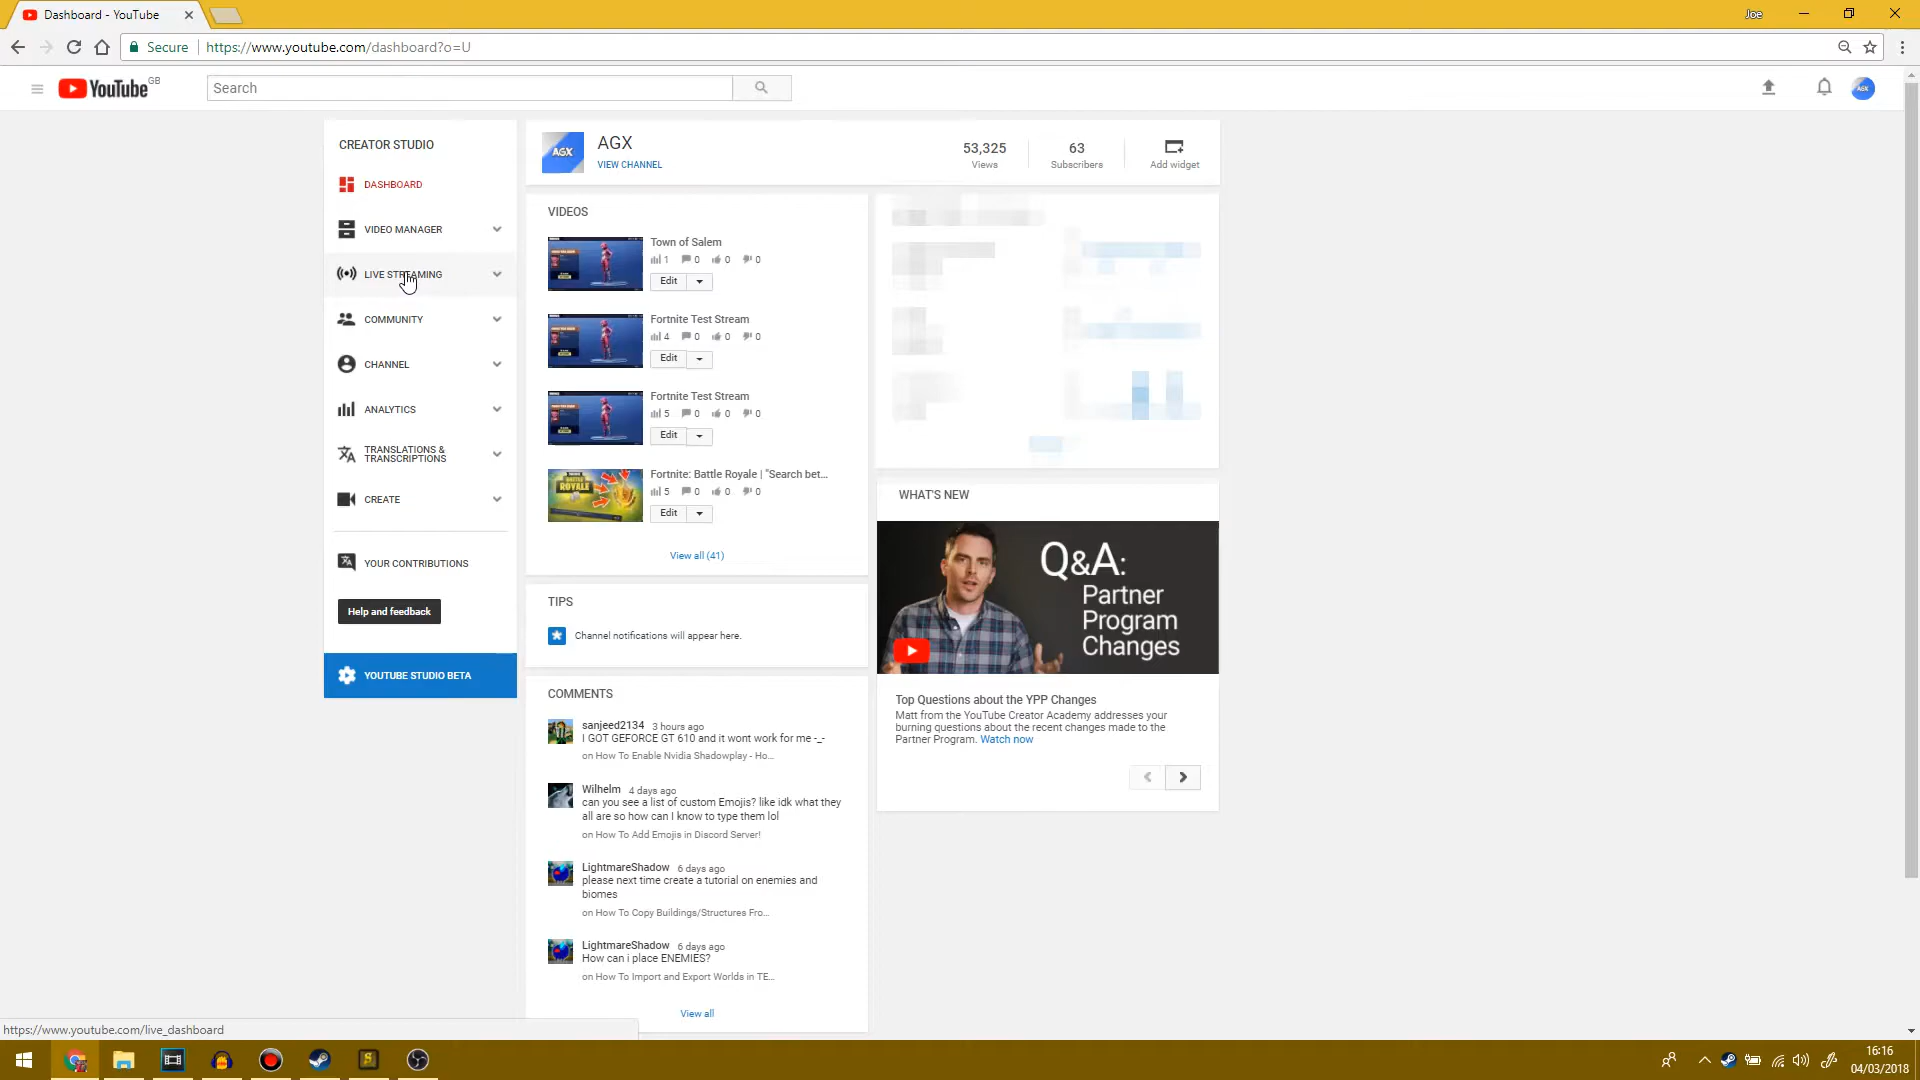 Dashboard - YouTube
Joe
Secure
https://www.youtube.com/dashboard?o=U
YouTube GB
Search
AGX
CREATOR STUDIO
DASHBOARD
VIDEO MANAGER
LIVE STREAMING
COMMUNITY
CHANNEL
ANALYTICS
TRANSLATIONS &
TRANSCRIPTIONS
CREATE
YOUR CONTRIBUTIONS
Help and feedback
YOUTUBE STUDIO BETA
AGX
AGX
VIEW CHANNEL
53,325
Views
63
Subscribers
Add widget
VIDEOS
Town of Salem
1 0 0 0
Edit
Fortnite Test Stream
4 0 0 0
Edit
Fortnite Test Stream
5 0 0 0
Edit
BATTLE
ROYALE
Fortnite: Battle Royale | "Search bet...
5 0 0 0
Edit
View all (41)
TIPS
Channel notifications will appear here.
COMMENTS
sanjeed2134 3 hours ago
I GOT GEFORCE GT 610 and it wont work for me -_-
on How To Enable Nvidia Shadowplay - Ho...
Wilhelm 4 days ago
can you see a list of custom Emojis? like idk what they
all are so how can I know to type them lol
on How To Add Emojis in Discord Server!
LightmareShadow 6 days ago
please next time create a tutorial on enemies and
biomes
on How To Copy Buildings/Structures Fro...
LightmareShadow 6 days ago
How can i place ENEMIES?
on How To Import and Export Worlds in TE...
View all
WHAT'S NEW
Q&A:
Partner
Program
Changes
Top Questions about the YPP Changes
Matt from the YouTube Creator Academy addresses your
burning questions about the recent changes made to the
Partner Program. Watch now
https://www.youtube.com/live_dashboard
16:16
04/03/2018